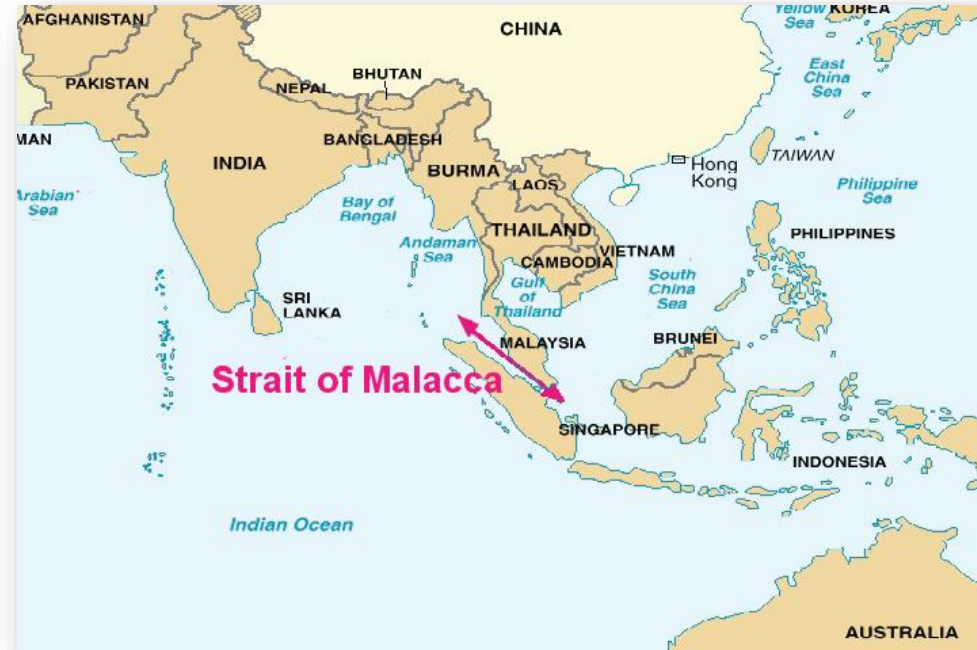 AFGHANISTAN
CHINA
Yellow
Sea
KOREA
PAKISTAN
NEPAL
BHUTAN
East
China
Sea
MAN
INDIA
BANGLADESH
BURMA
LAOS
Hong
Kong
TAIWAN
Arabian
Sea
Bay of
Bengal
Philippine
Sea
Andaman
Sea
THAILAND
VIETNAM
CAMBODIA
PHILIPPINES
Gulf
of
Thailand
South
China
Sea
SRI
LANKA
MALAYSIA
BRUNEI
Strait of Malacca
SINGAPORE
INDONESIA
Indian Ocean
AUSTRALIA